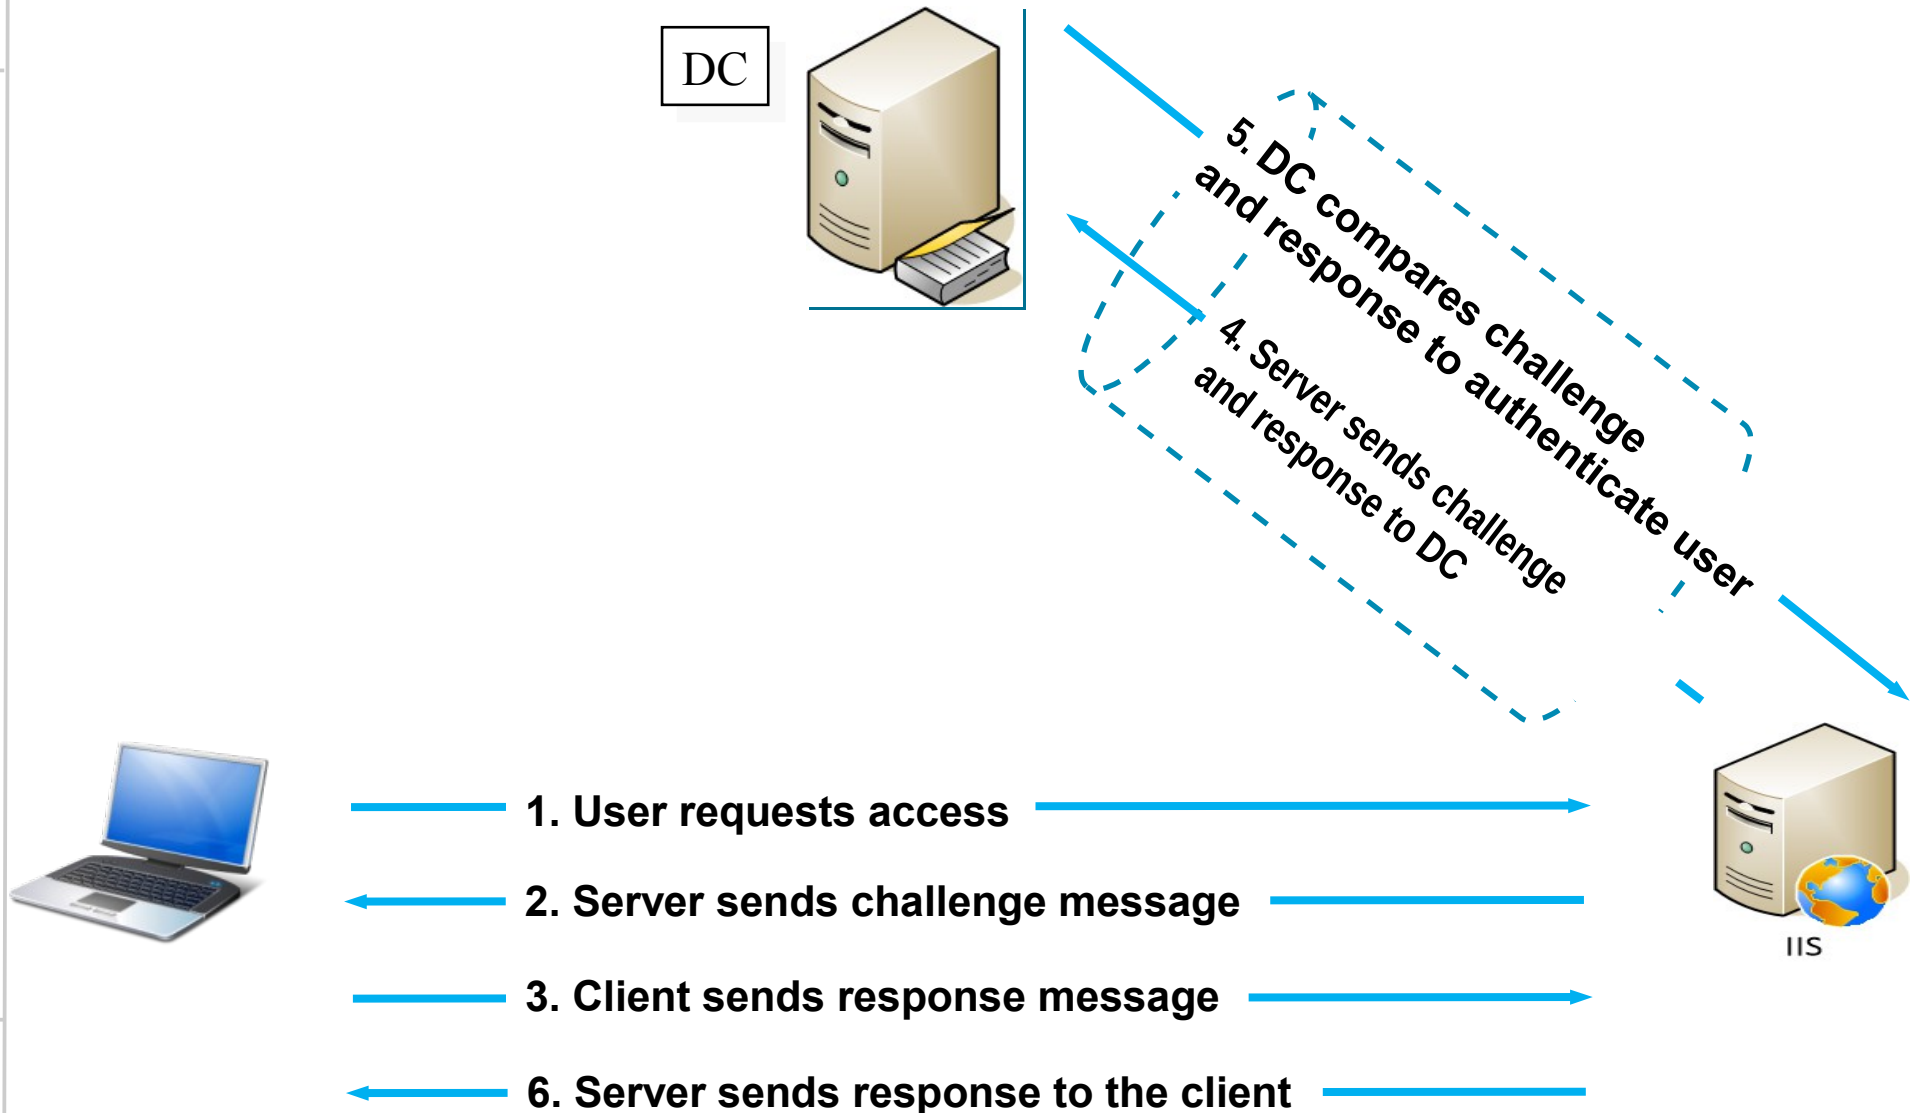 DC
5. DC compares challenge
and response to authenticate user
4. Server sends challenge
and response to DC
1. User requests access
2. Server sends challenge message
IIS
3. Client sends response message
6. Server sends response to the client